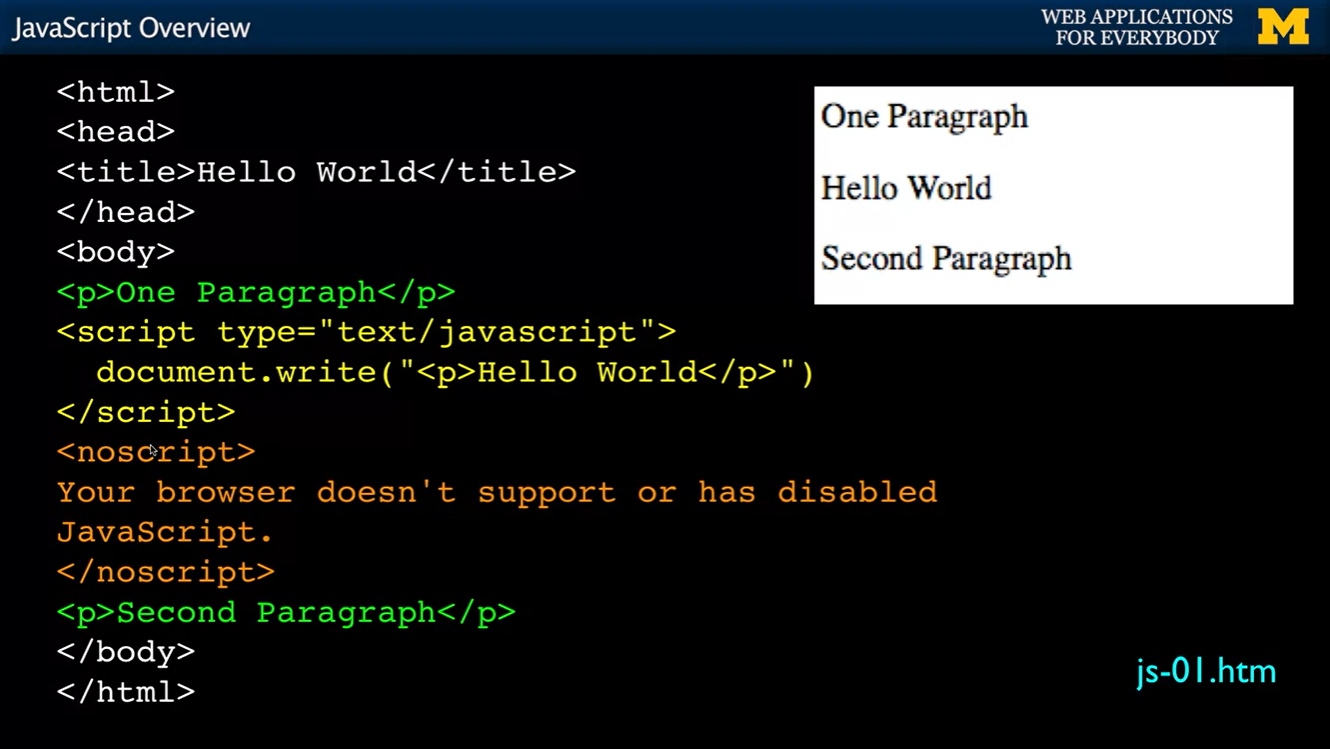 JavaScript Overview
WEB APPLICATIONS
FOR EVERYBODY
M
<html>
<head>
<title>Hello World</title>
</head>
<body>
<p>One Paragraph</p>
<script type="text/javascript">
  document.write("<p>Hello World</p>")
</script>
<noscript>
Your browser doesn't support or has disabled
JavaScript.
</noscript>
<p>Second Paragraph</p>
</body>
</html>
One Paragraph
Hello World
Second Paragraph
js-01.htm